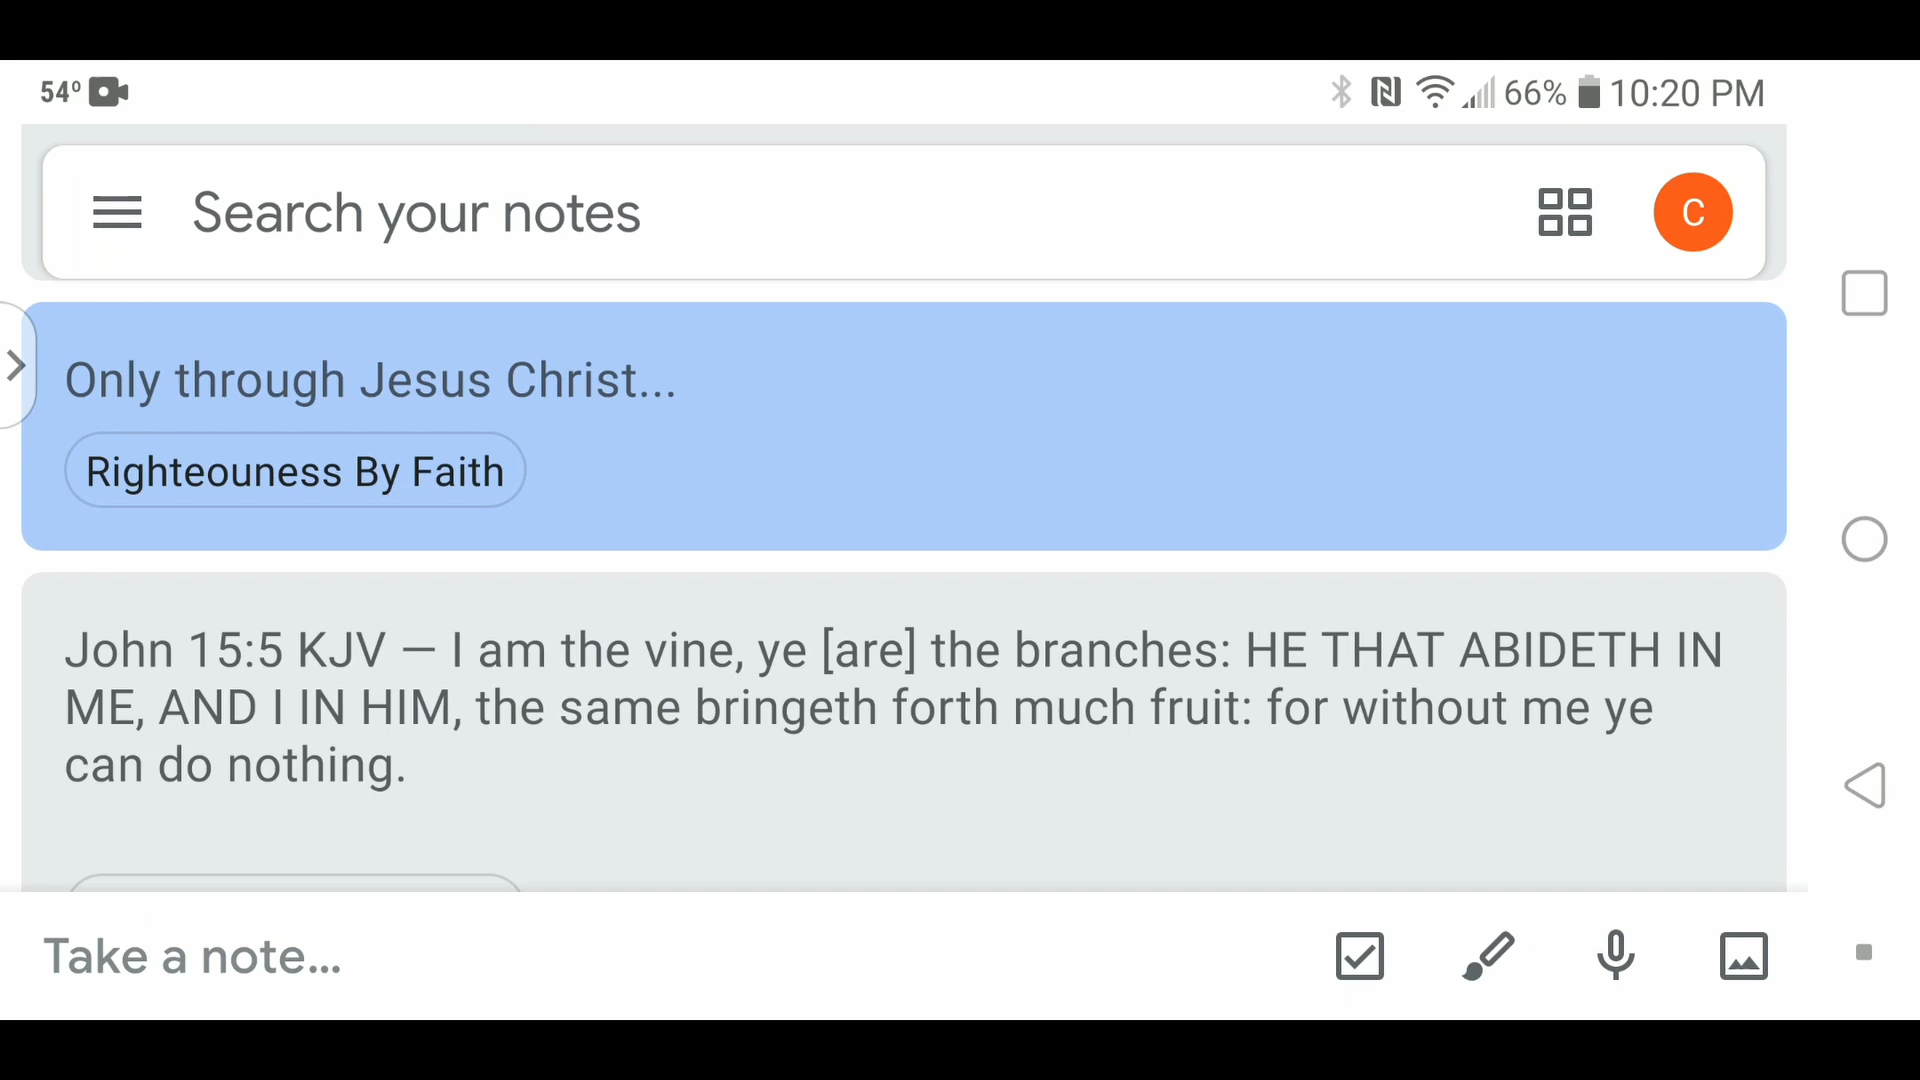 54° 66% 10:20 PM
Search your notes C
Only through Jesus Christ...
Righteouness By Faith
John 15:5 KJV — I am the vine, ye [are] the branches: HE THAT ABIDETH IN
ME, AND I IN HIM, the same bringeth forth much fruit: for without me ye
can do nothing.
Take a note...